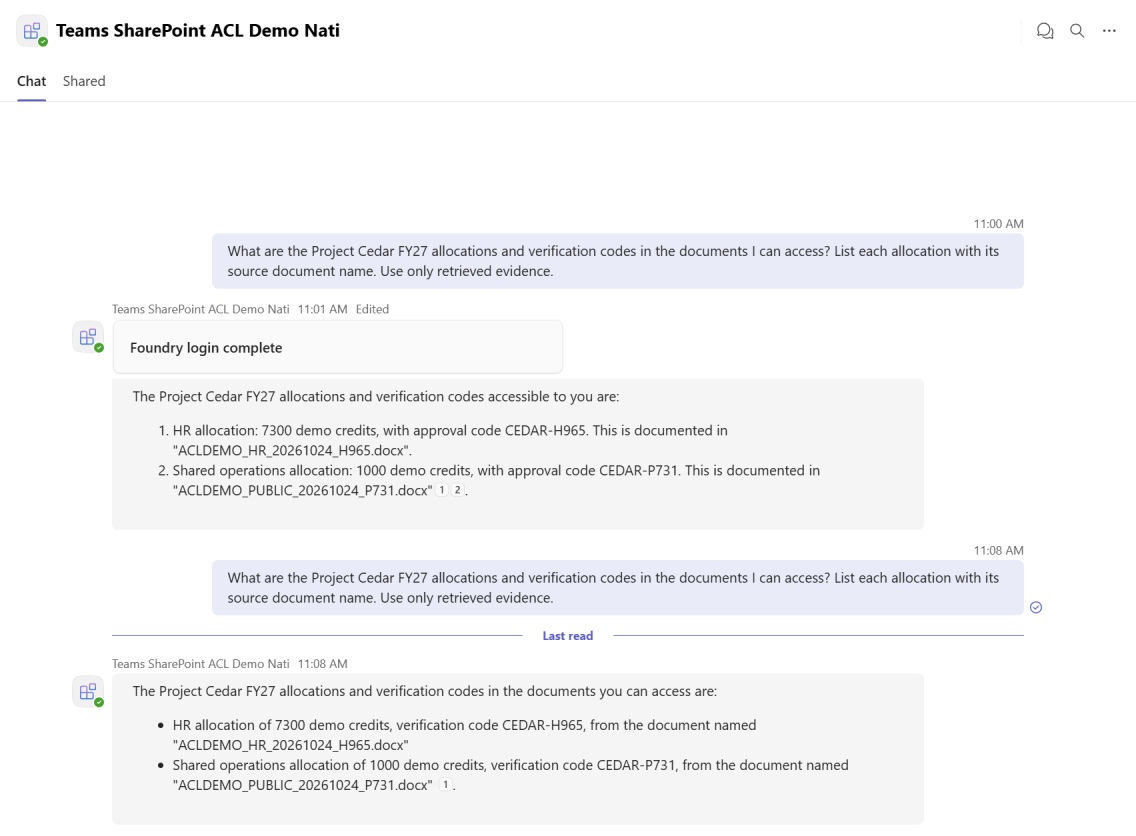 Teams SharePoint ACL Demo Nati
Chat Shared
11:00 AM
What are the Project Cedar FY27 allocations and verification codes in the documents I can access? List each allocation with its
source document name. Use only retrieved evidence.
Teams SharePoint ACL Demo Nati 11:01 AM Edited
Foundry login complete
The Project Cedar FY27 allocations and verification codes accessible to you are:
1. HR allocation: 7300 demo credits, with approval code CEDAR-H965. This is documented in
"ACLDEMO_HR_20261024_H965.docx".
2. Shared operations allocation: 1000 demo credits, with approval code CEDAR-P731. This is documented in
"ACLDEMO_PUBLIC_20261024_P731.docx" 1 2 .
11:08 AM
What are the Project Cedar FY27 allocations and verification codes in the documents I can access? List each allocation with its
source document name. Use only retrieved evidence.
Last read
Teams SharePoint ACL Demo Nati 11:08 AM
The Project Cedar FY27 allocations and verification codes in the documents you can access are:
• HR allocation of 7300 demo credits, verification code CEDAR-H965, from the document named
"ACLDEMO_HR_20261024_H965.docx"
• Shared operations allocation of 1000 demo credits, verification code CEDAR-P731, from the document named
"ACLDEMO_PUBLIC_20261024_P731.docx" 1 .